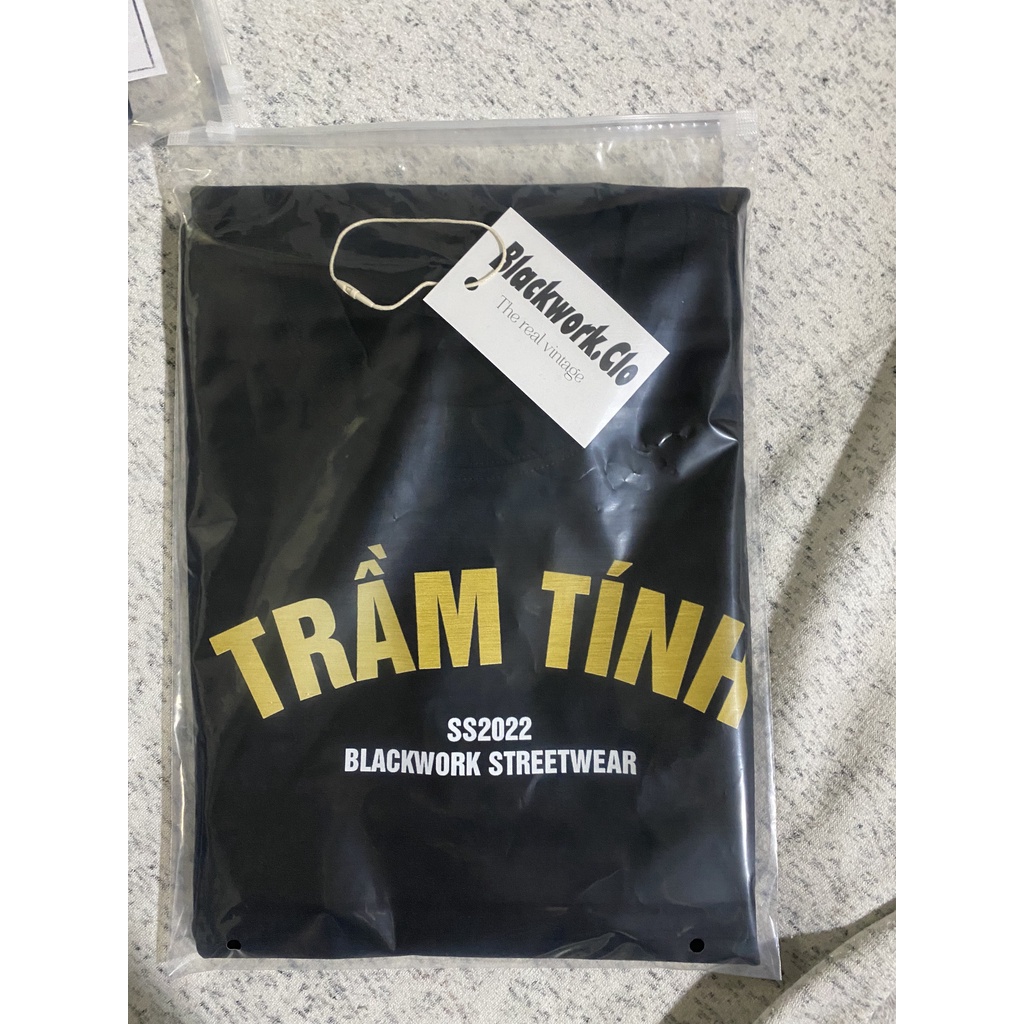 Blackwork.Clo
The real vintage
TRẦM TÍNH
SS2022
BLACKWORK STREETWEAR